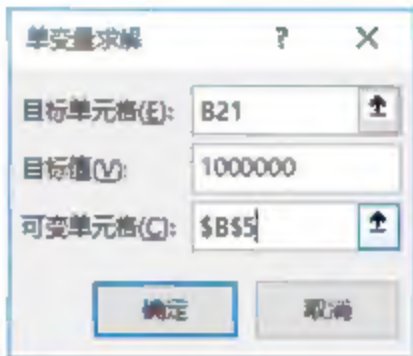 单变量求解 ? ×
目标单元格(E): B21
目标值(V): 1000000
可变单元格(C): $B$5
确定 取消